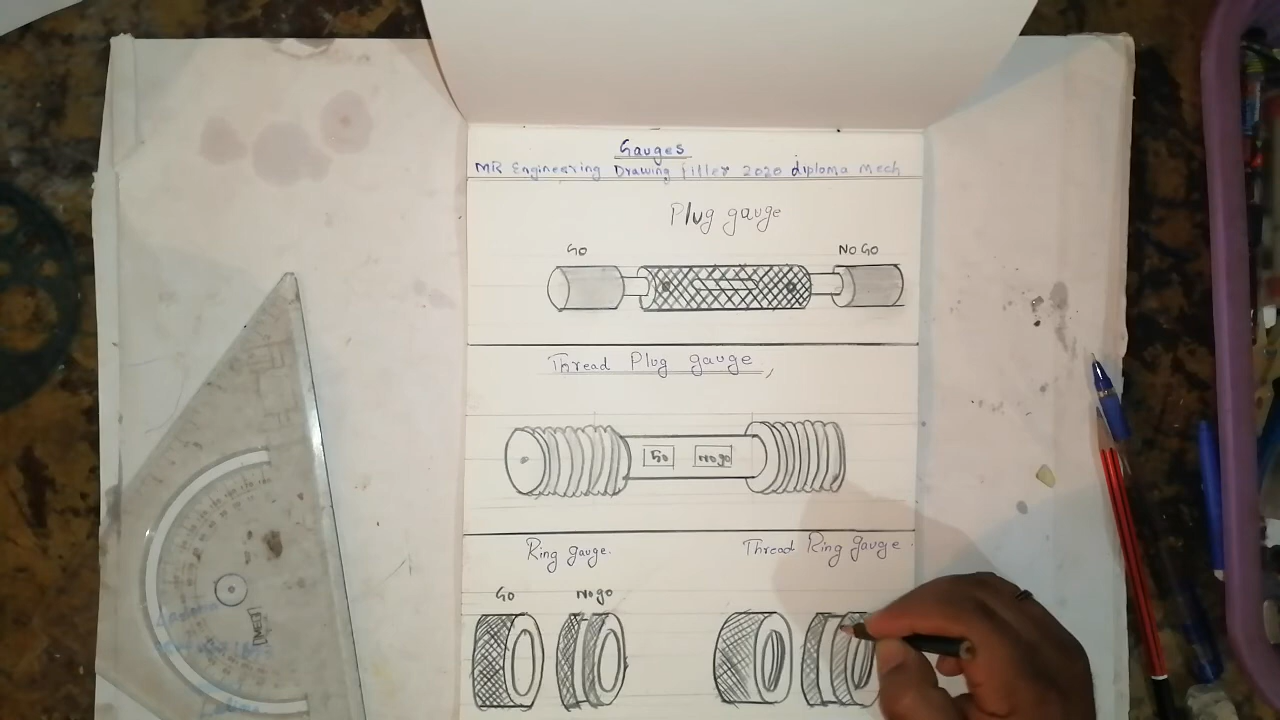 Gauges
MR Engineering Drawing filler 2020 diploma Mech
Plug gauge
Go
NO GO
Thread Plug gauge,
Go
Nogo
Ring gauge.
Thread Ring Gauge.
Go
Nogo